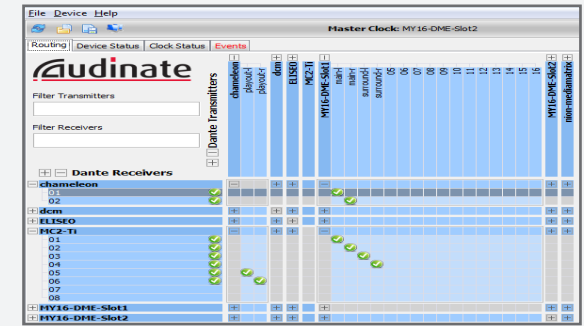 File Device Help
Master Clock: MY16-DME-Slot2
Routing Device Status Clock Status Events
Audinate
Filter Transmitters
Filter Receivers
Dante Transmitters
chameleon
playout-l
playout-r
dcm
ELISEO
MC2-Ti
MY16-DME-Slot1
main-l
main-r
surround-l
surround-r
05
06
07
08
09
10
11
12
13
14
15
16
MY16-DME-Slot2
nion-mediamatrix
Dante Receivers
chameleon
01
02
dcm
ELISEO
MC2-Ti
01
02
03
04
05
06
07
08
MY16-DME-Slot1
MY16-DME-Slot2